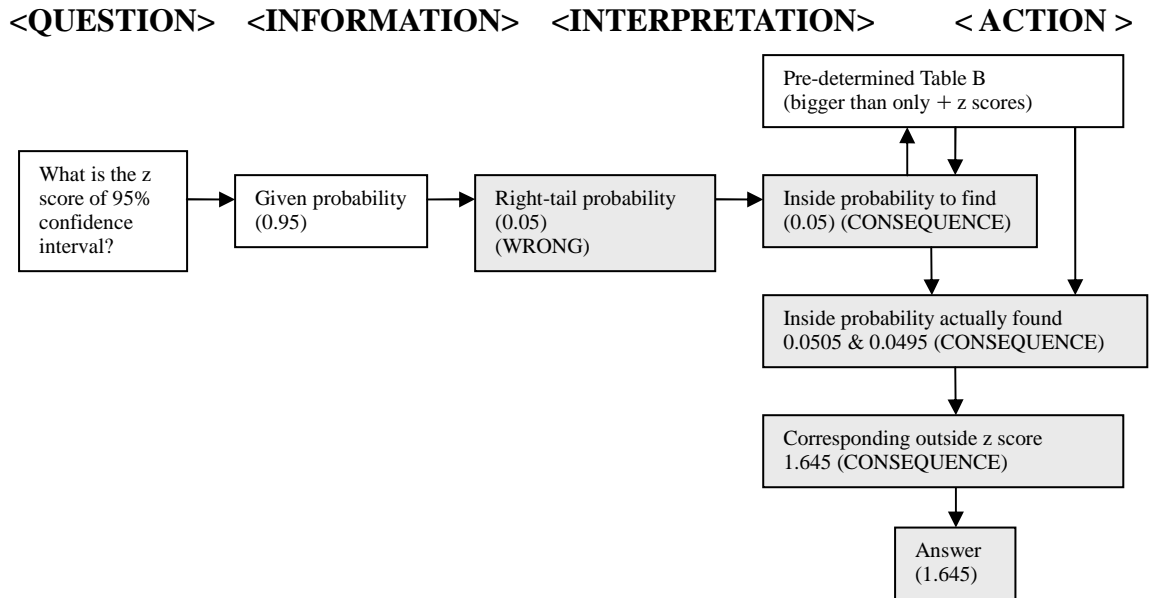 <QUESTION> <INFORMATION> <INTERPRETATION> < ACTION >
Pre-determined Table B
(bigger than only + z scores)
What is the z
score of 95%
confidence
interval?
Given probability
(0.95)
Right-tail probability
(0.05)
(WRONG)
Inside probability to find
(0.05) (CONSEQUENCE)
Inside probability actually found
0.0505 & 0.0495 (CONSEQUENCE)
Corresponding outside z score
1.645 (CONSEQUENCE)
Answer
(1.645)